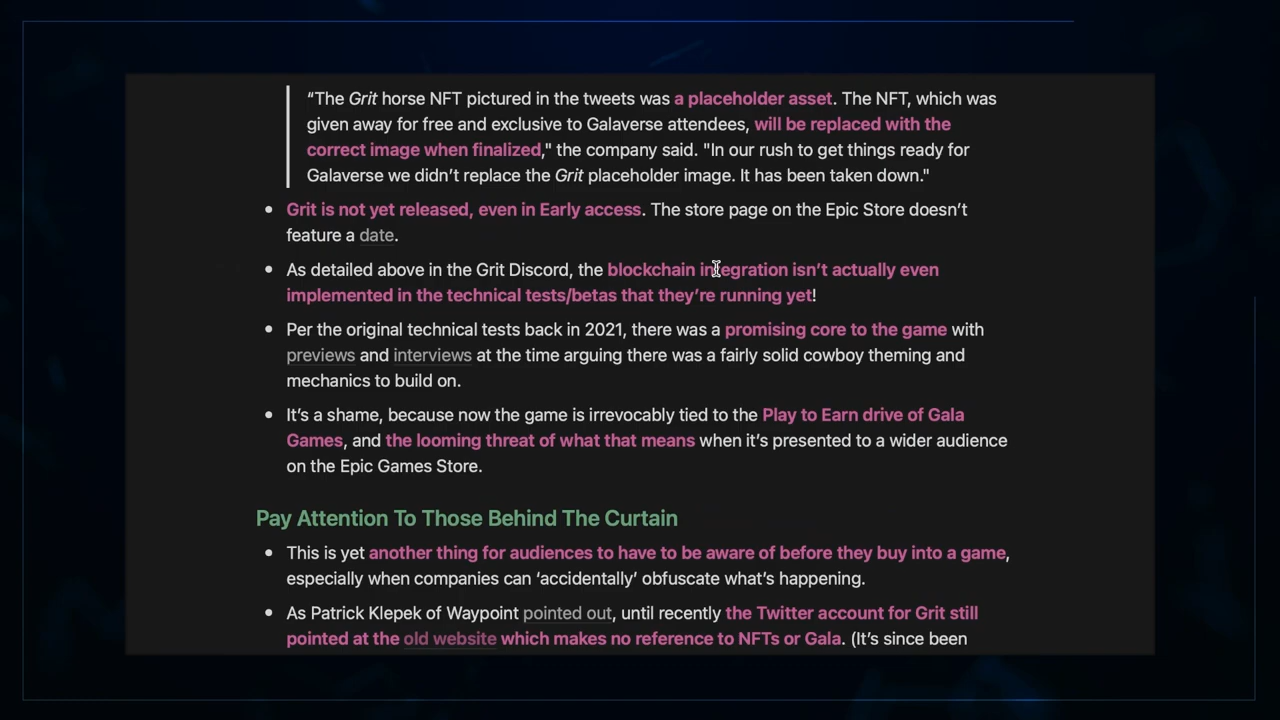 “The Grit horse NFT pictured in the tweets was a placeholder asset. The NFT, which was
given away for free and exclusive to Galaverse attendees, will be replaced with the
correct image when finalized," the company said. "In our rush to get things ready for
Galaverse we didn’t replace the Grit placeholder image. It has been taken down."
• Grit is not yet released, even in Early access. The store page on the Epic Store doesn’t
feature a date.
• As detailed above in the Grit Discord, the blockchain integration isn’t actually even
implemented in the technical tests/betas that they’re running yet!
• Per the original technical tests back in 2021, there was a promising core to the game with
previews and interviews at the time arguing there was a fairly solid cowboy theming and
mechanics to build on.
• It’s a shame, because now the game is irrevocably tied to the Play to Earn drive of Gala
Games, and the looming threat of what that means when it’s presented to a wider audience
on the Epic Games Store.
Pay Attention To Those Behind The Curtain
• This is yet another thing for audiences to have to be aware of before they buy into a game,
especially when companies can ‘accidentally’ obfuscate what’s happening.
• As Patrick Klepek of Waypoint pointed out, until recently the Twitter account for Grit still
pointed at the old website which makes no reference to NFTs or Gala. (It’s since been